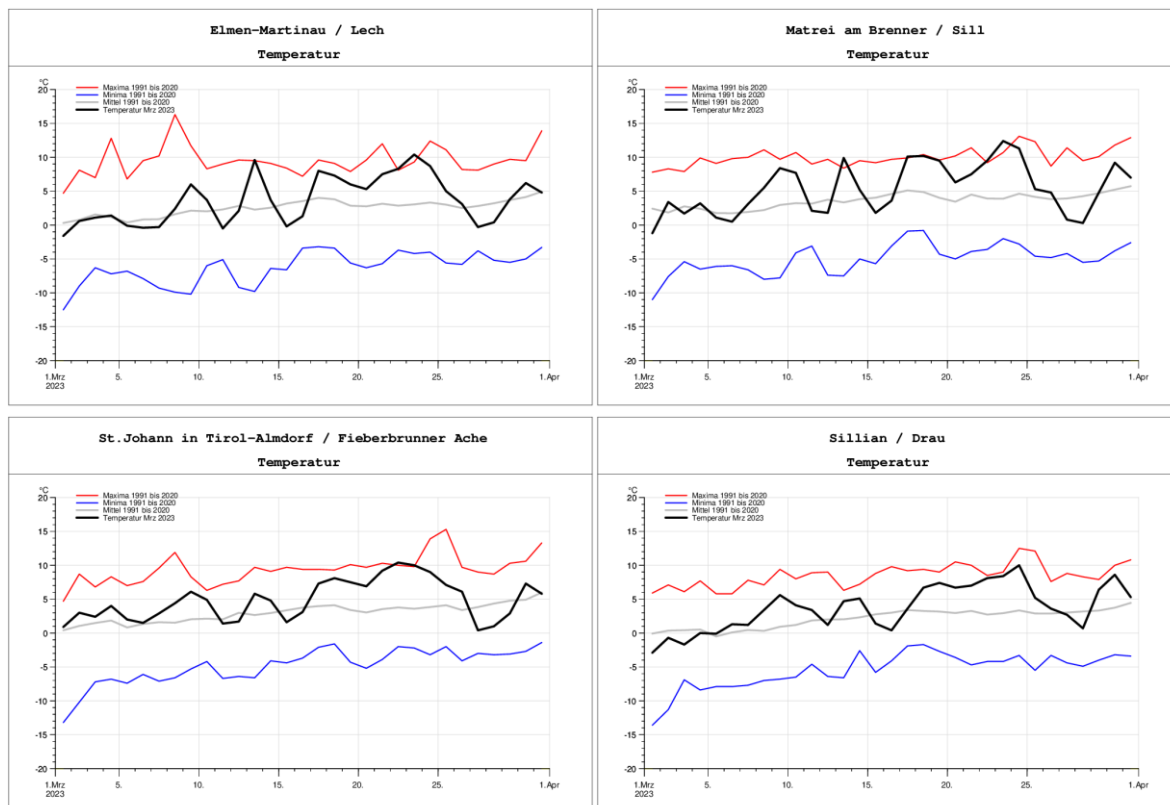 Elmen-Martinau / Lech
Temperatur
°C
Maxima 1991 bis 2020
Minima 1991 bis 2020
Mittel 1991 bis 2020
Temperatur Mrz 2023
20
15
10
5
0
-5
-10
-15
-20
1.Mrz 5. 10. 15. 20. 25. 1.Apr
2023
Matrei am Brenner / Sill
Temperatur
°C
Maxima 1991 bis 2020
Minima 1991 bis 2020
Mittel 1991 bis 2020
Temperatur Mrz 2023
20
15
10
5
0
-5
-10
-15
-20
1.Mrz 5. 10. 15. 20. 25. 1.Apr
2023
St.Johann in Tirol-Almdorf / Fieberbrunner Ache
Temperatur
°C
Maxima 1991 bis 2020
Minima 1991 bis 2020
Mittel 1991 bis 2020
Temperatur Mrz 2023
20
15
10
5
0
-5
-10
-15
-20
1.Mrz 5. 10. 15. 20. 25. 1.Apr
2023
Sillian / Drau
Temperatur
°C
Maxima 1991 bis 2020
Minima 1991 bis 2020
Mittel 1991 bis 2020
Temperatur Mrz 2023
20
15
10
5
0
-5
-10
-15
-20
1.Mrz 5. 10. 15. 20. 25. 1.Apr
2023